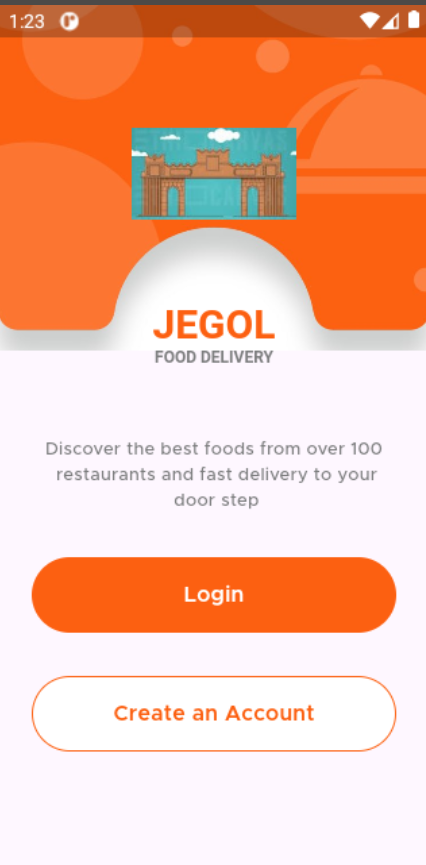 1:23
JEGOL
FOOD DELIVERY
Discover the best foods from over 100
restaurants and fast delivery to your
door step
Login
Create an Account